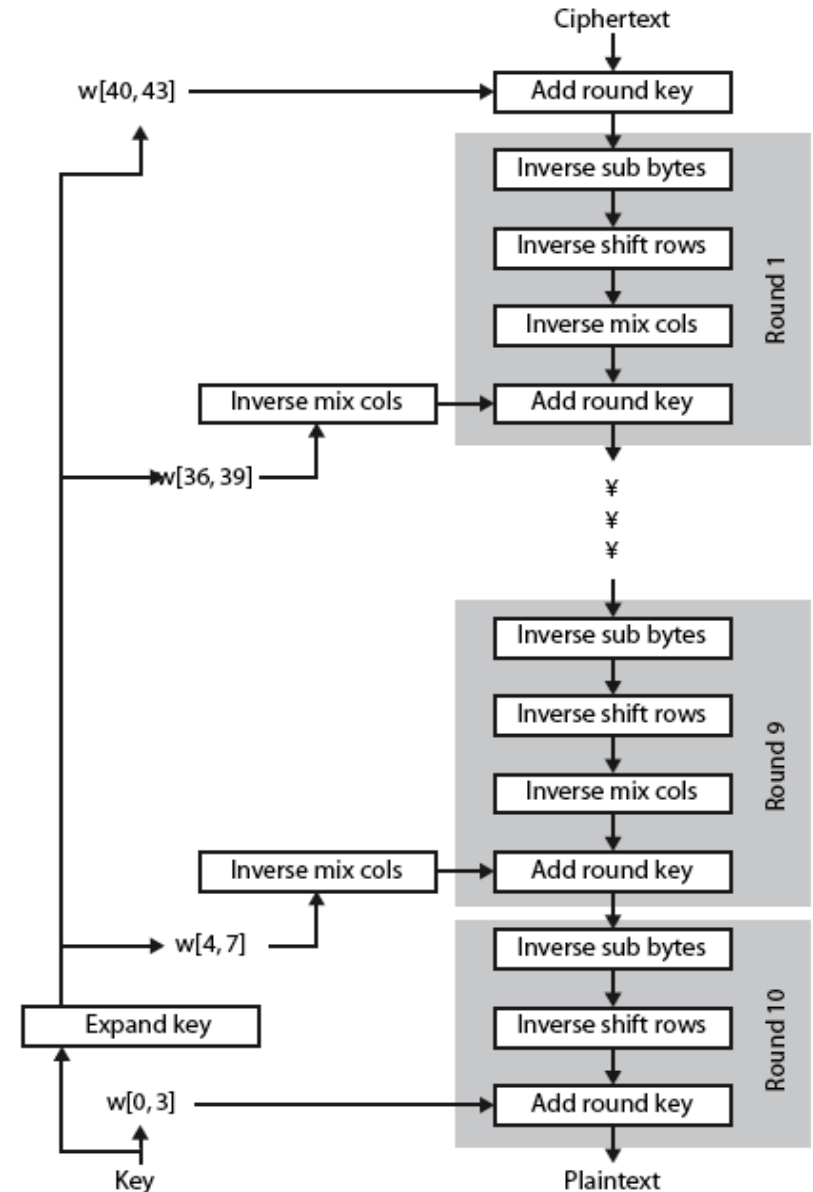 Ciphertext
w[40, 43]
Add round key
Inverse sub bytes
Inverse shift rows
Round 1
Inverse mix cols
Inverse mix cols
Add round key
w[36, 39]
¥
¥
¥
Inverse sub bytes
Inverse shift rows
Round 9
Inverse mix cols
Inverse mix cols
Add round key
w[4, 7]
Inverse sub bytes
Expand key
Inverse shift rows
Round 10
w[0, 3]
Add round key
Key
Plaintext